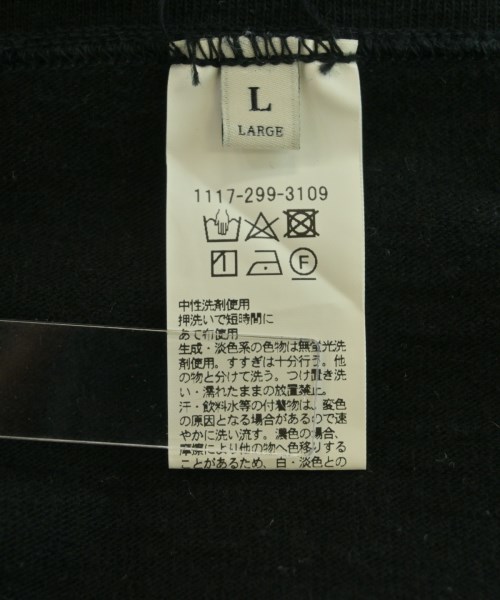 L
LARGE
1117-299-3109
F
中性洗剤使用
押洗いで短時間に
あて布使用
生成・淡色系の色物は無蛍光洗
剤使用。すすぎは十分行う。他
の物と分けて洗う。つけ置き洗
い・濡れたままの放置禁止。
汗・飲料水等の付着物は、変色
の原因となる場合があるので速
やかに洗い流す。濃色の場合、
摩擦により他の物へ色移りする
ことがあるため、白・淡色との